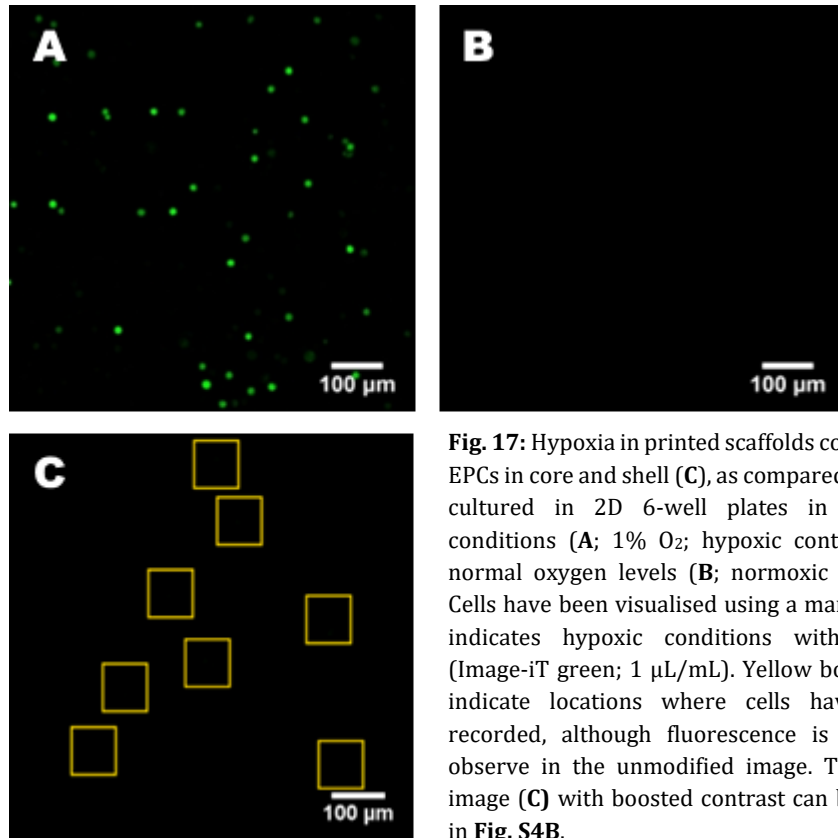 A
100 µm
B
100 µm
C
100 µm
Fig. 17: Hypoxia in printed scaffolds co
EPCs in core and shell (C), as compared
cultured in 2D 6-well plates in
conditions (A; 1% O₂; hypoxic cont
normal oxygen levels (B; normoxic
Cells have been visualised using a mar
indicates hypoxic conditions with
(Image-iT green; 1 µL/mL). Yellow bo
indicate locations where cells hav
recorded, although fluorescence is
observe in the unmodified image. T
image (C) with boosted contrast can b
in Fig. S4B.